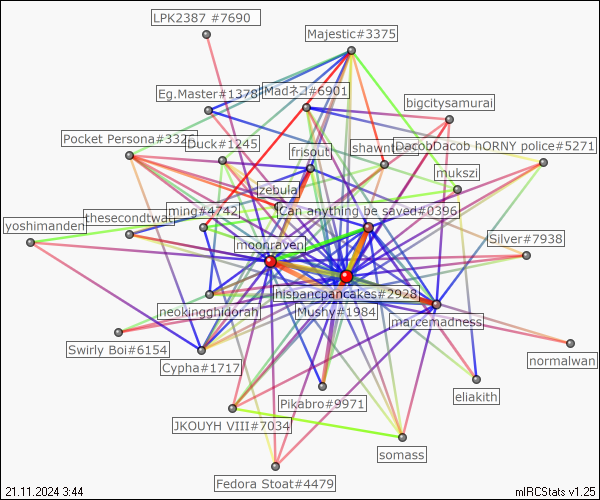 LPK2387 #7690
Majestic#3375
Eg.Master#1378
Madネコ#6901
bigcitysamurai
Pocket Persona#332
Duck#1245
frisout
DacobDacob hORNY police#5271
mukszi
zebula
yoshimanden
thesecondtwat
ming#4742
Can anything be saved#0396
moonraven
Silver#7938
hispancpancakes#2928
neokingghidorah
Mushy#1984
marcemadness
Swirly Boi#6154
Cypha#1717
normalwan
Pikabro#9971
eliakith
JKOUYH VIII#7034
somass
Fedora Stoat#4479
21.11.2024 3:44
mIRCStats v1.25